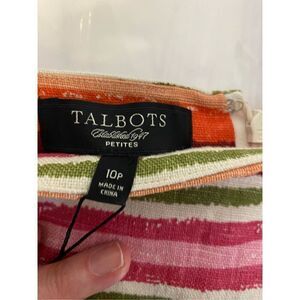 TALBOTS
Established 1947
PETITES
10P
MADE IN
CHINA